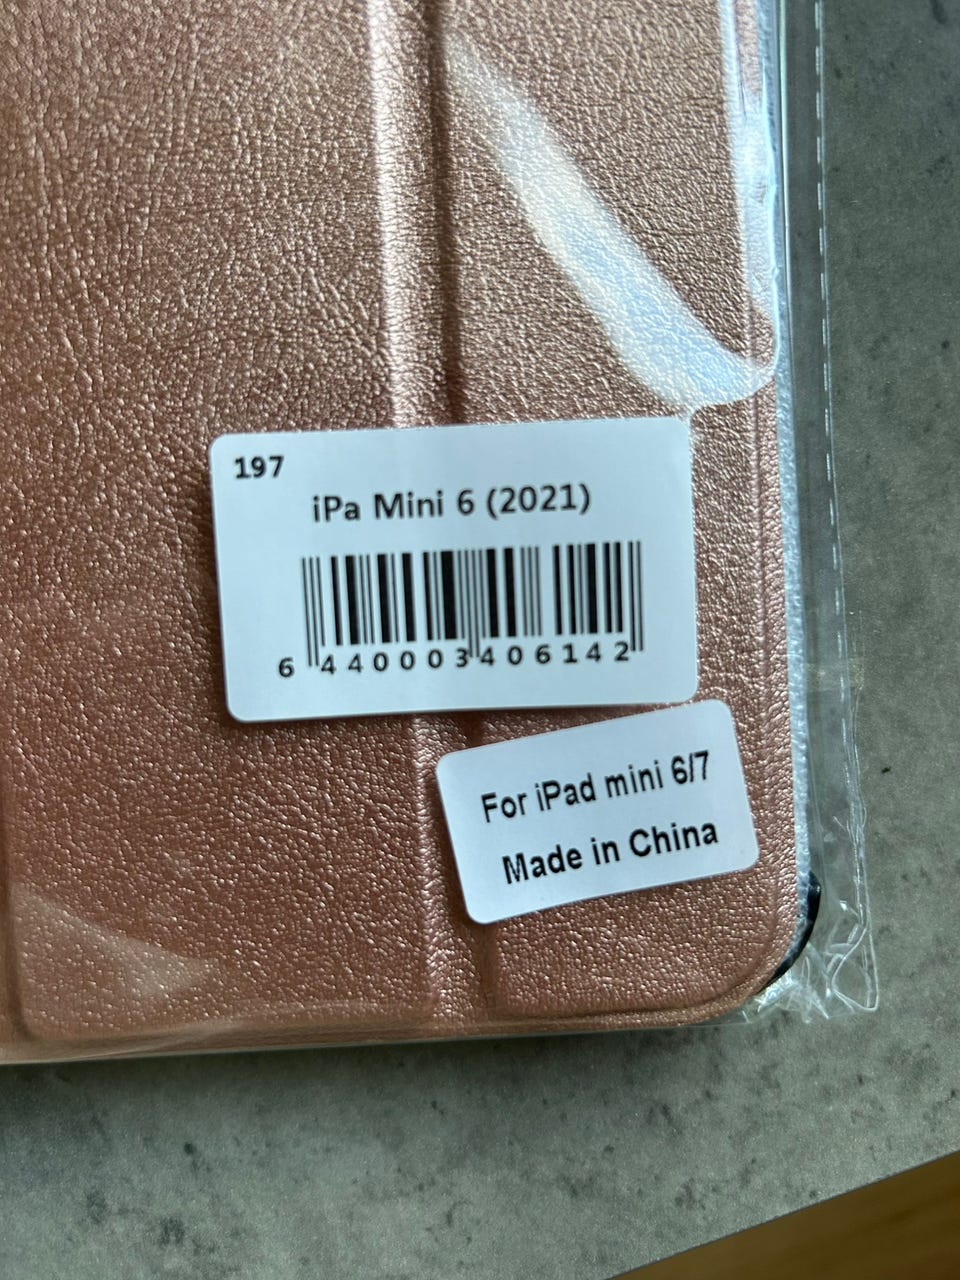 197
iPa Mini 6 (2021)
6 440003 406142
For iPad mini 6/7
Made in China